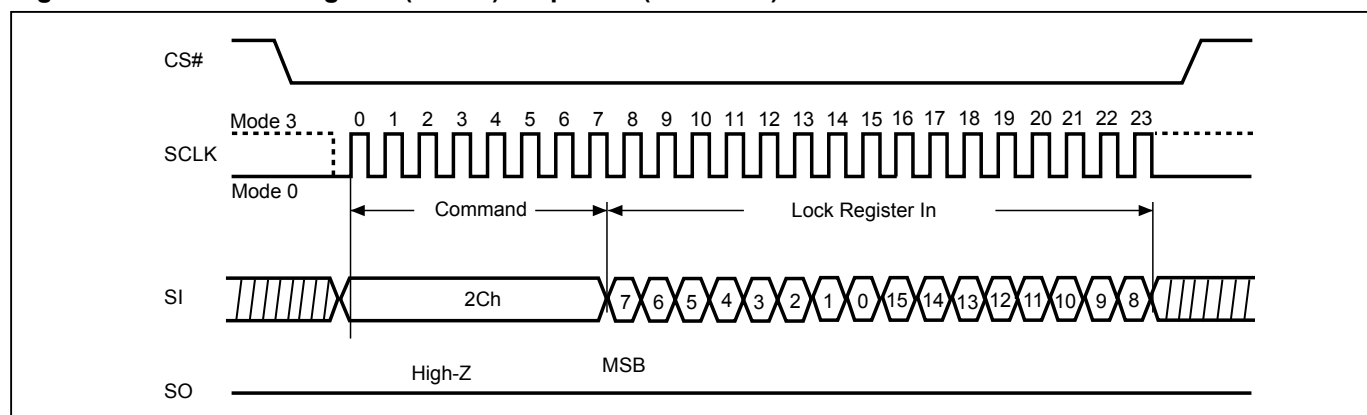 CS#
Mode 3
0 1 2 3 4 5 6 7 8 9 10 11 12 13 14 15 16 17 18 19 20 21 22 23
SCLK
Mode 0
Command
Lock Register In
SI
2Ch
7 6 5 4 3 2 1 0 15 14 13 12 11 10 9 8
High-Z
MSB
SO